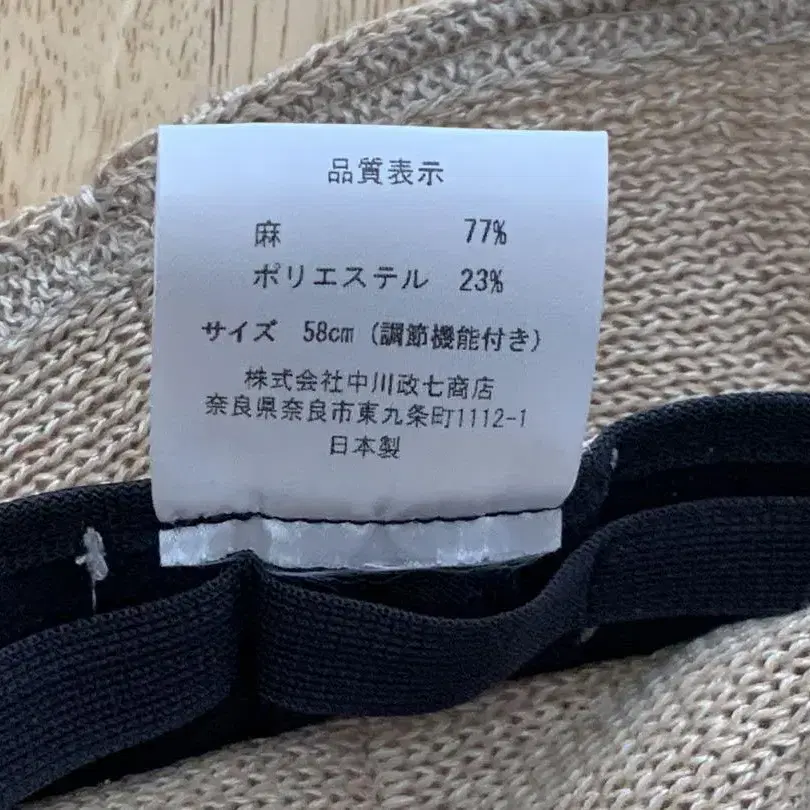 品質表示
麻 77%
ポリエステル 23%
サイズ 58cm (調節機能付き)
株式会社中川政七商店
奈良県奈良市東九条町1112-1
日本製